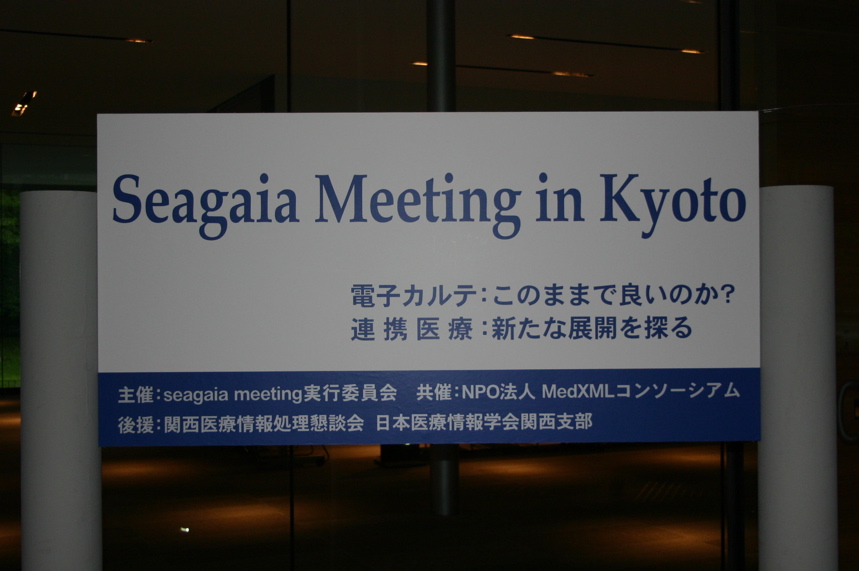 Seagaia Meeting in Kyoto
電子カルテ：このままで良いのか？
連携医療：新たな展開を探る
主催：seagaia meeting実行委員会　共催：NPO法人 MedXMLコンソーシアム
後援：関西医療情報処理懇談会 日本医療情報学会関西支部